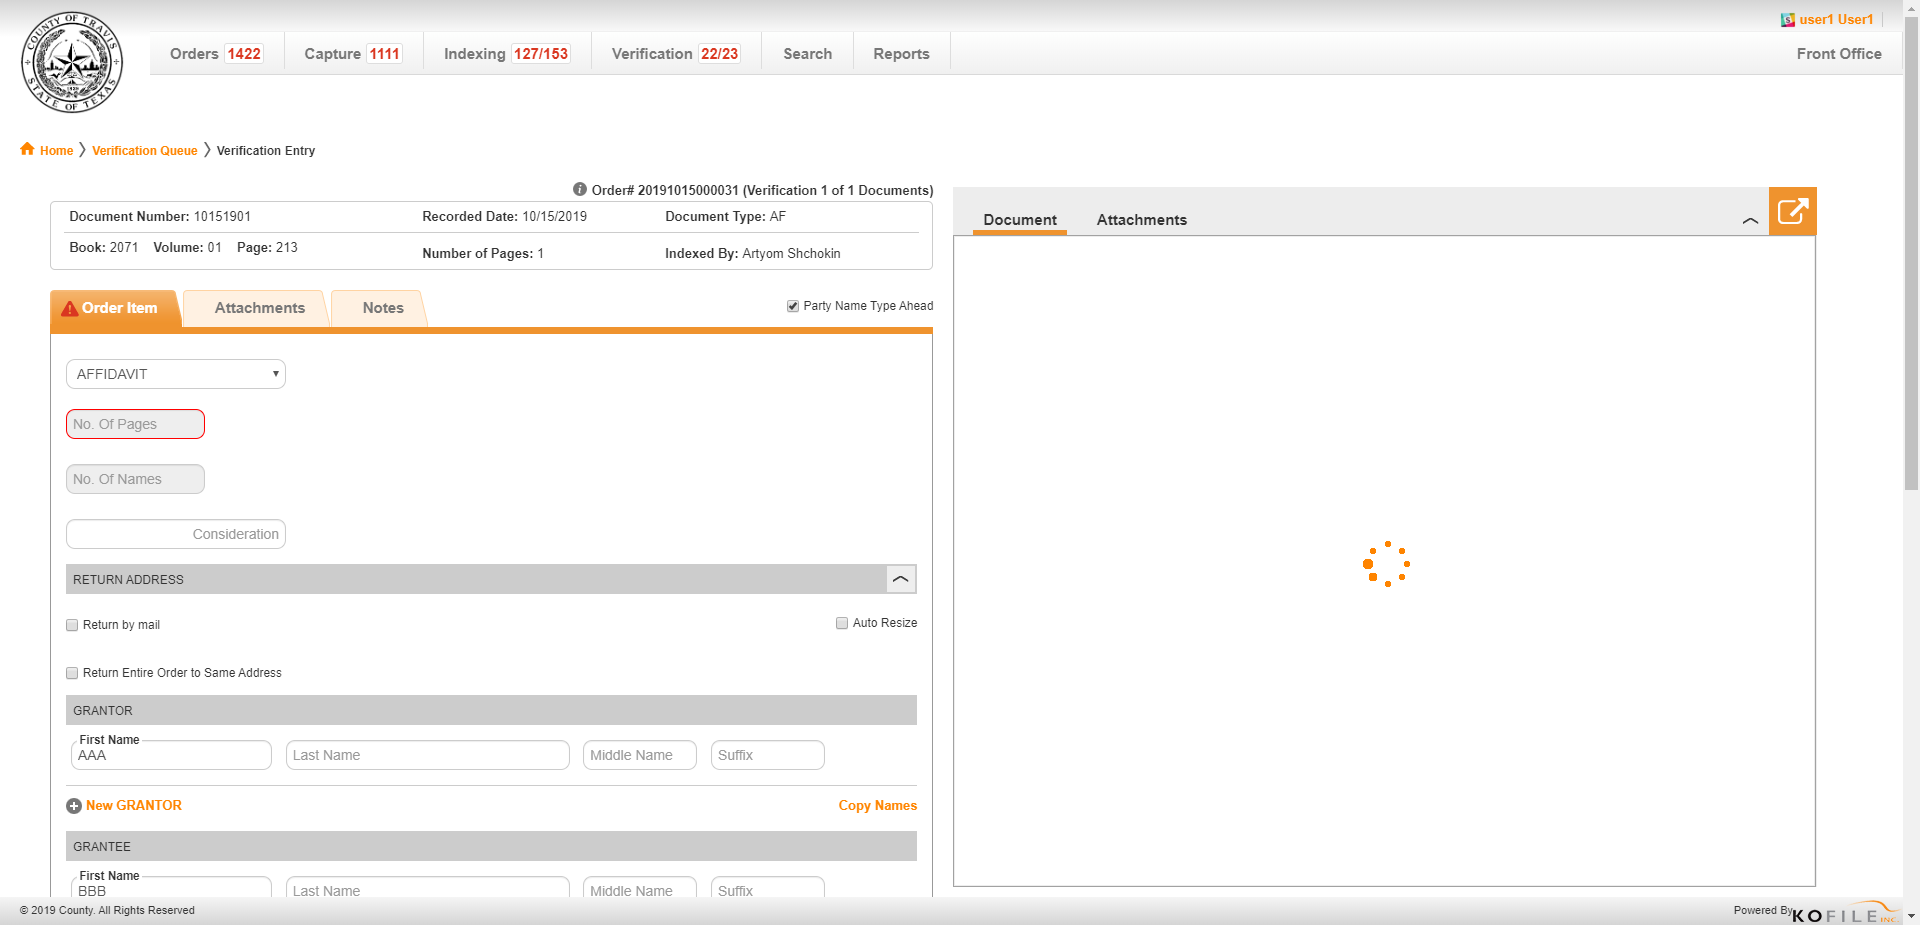 COUNTY OF TRAVIS
STATE OF TEXAS
user1 User1
Orders 1422
Capture 1111
Indexing 127/153
Verification 22/23
Search
Reports
Front Office
Home
Verification Queue
Verification Entry
Order# 20191015000031 (Verification 1 of 1 Documents)
Document Number: 10151901
Recorded Date: 10/15/2019
Document Type: AF
Book: 2071 Volume: 01 Page: 213
Number of Pages: 1
Indexed By: Artyom Shchokin
Order Item
Attachments
Notes
Party Name Type Ahead
AFFIDAVIT
No. Of Pages
No. Of Names
Consideration
RETURN ADDRESS
Return by mail
Auto Resize
Return Entire Order to Same Address
GRANTOR
First Name
AAA
Last Name
Middle Name
Suffix
New GRANTOR
Copy Names
GRANTEE
First Name
BBB
Last Name
Middle Name
Suffix
Document
Attachments
© 2019 County. All Rights Reserved
Powered By
KOFILE INC.